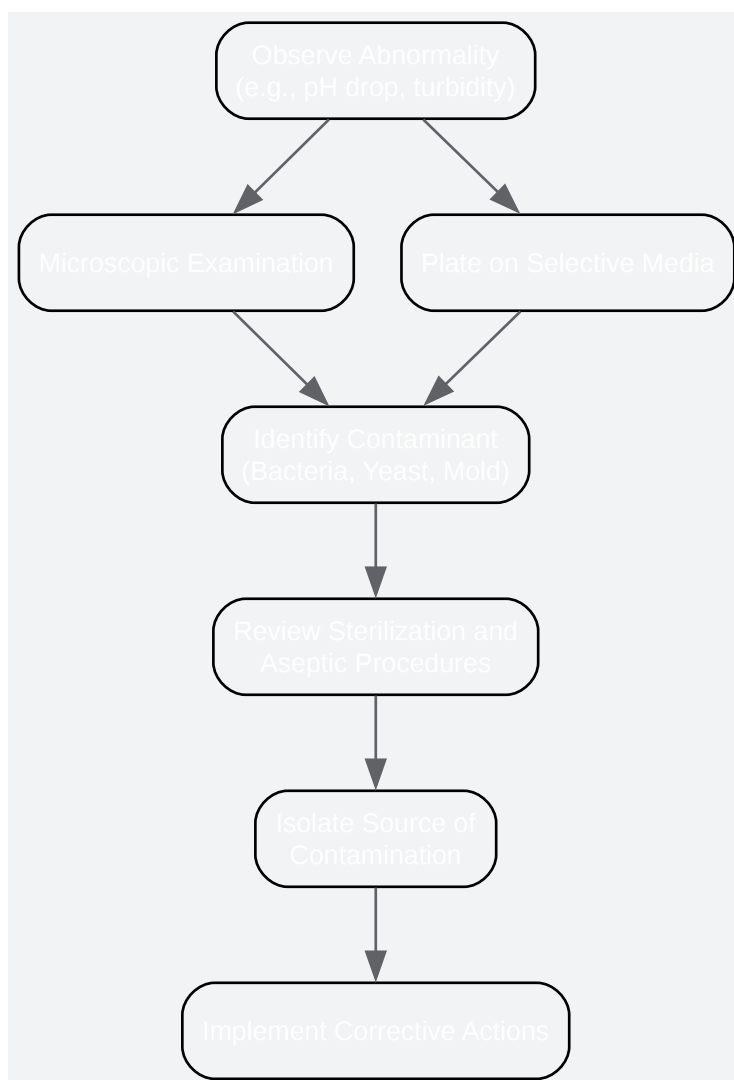 Observe Abnormality
(e.g., pH drop, turbidity)
Microscopic Examination
Plate on Selective Media
Identify Contaminant
(Bacteria, Yeast, Mold)
Review Sterilization and
Aseptic Procedures
Isolate Source of
Contamination
Implement Corrective Actions